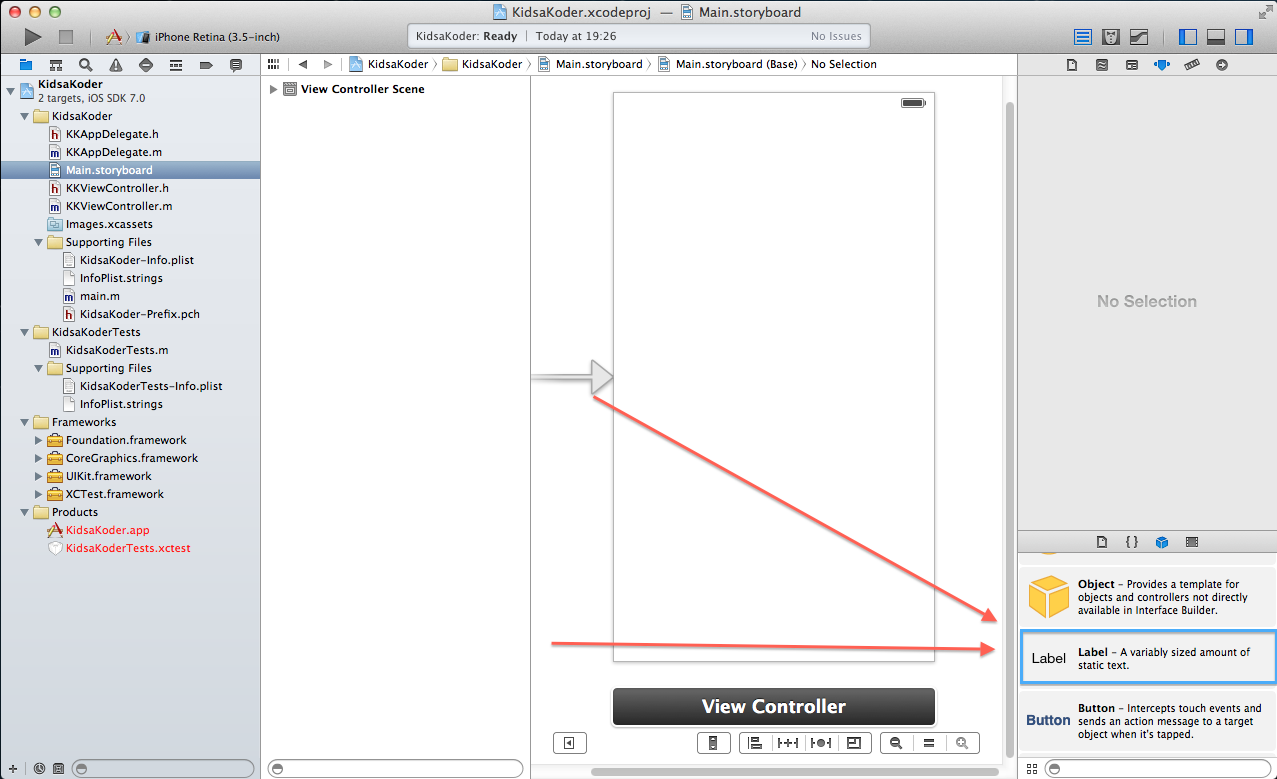 KidsaKoder.xcodeproj — Main.storyboard
iPhone Retina (3.5-inch)
KidsaKoder: Ready | Today at 19:26
No Issues
KidsaKoder
KidsaKoder
Main.storyboard
Main.storyboard (Base)
No Selection
KidsaKoder
2 targets, iOS SDK 7.0
KidsaKoder
KKAppDelegate.h
KKAppDelegate.m
Main.storyboard
KKViewController.h
KKViewController.m
Images.xcassets
Supporting Files
KidsaKoder-Info.plist
InfoPlist.strings
main.m
KidsaKoder-Prefix.pch
KidsaKoderTests
KidsaKoderTests.m
Supporting Files
KidsaKoderTests-Info.plist
InfoPlist.strings
Frameworks
Foundation.framework
CoreGraphics.framework
UIKit.framework
XCTest.framework
Products
KidsaKoder.app
KidsaKoderTests.xctest
View Controller Scene
View Controller
No Selection
Object – Provides a template for
objects and controllers not directly
available in Interface Builder.
Label
Label – A variably sized amount of
static text.
Button
Button – Intercepts touch events and
sends an action message to a target
object when it's tapped.